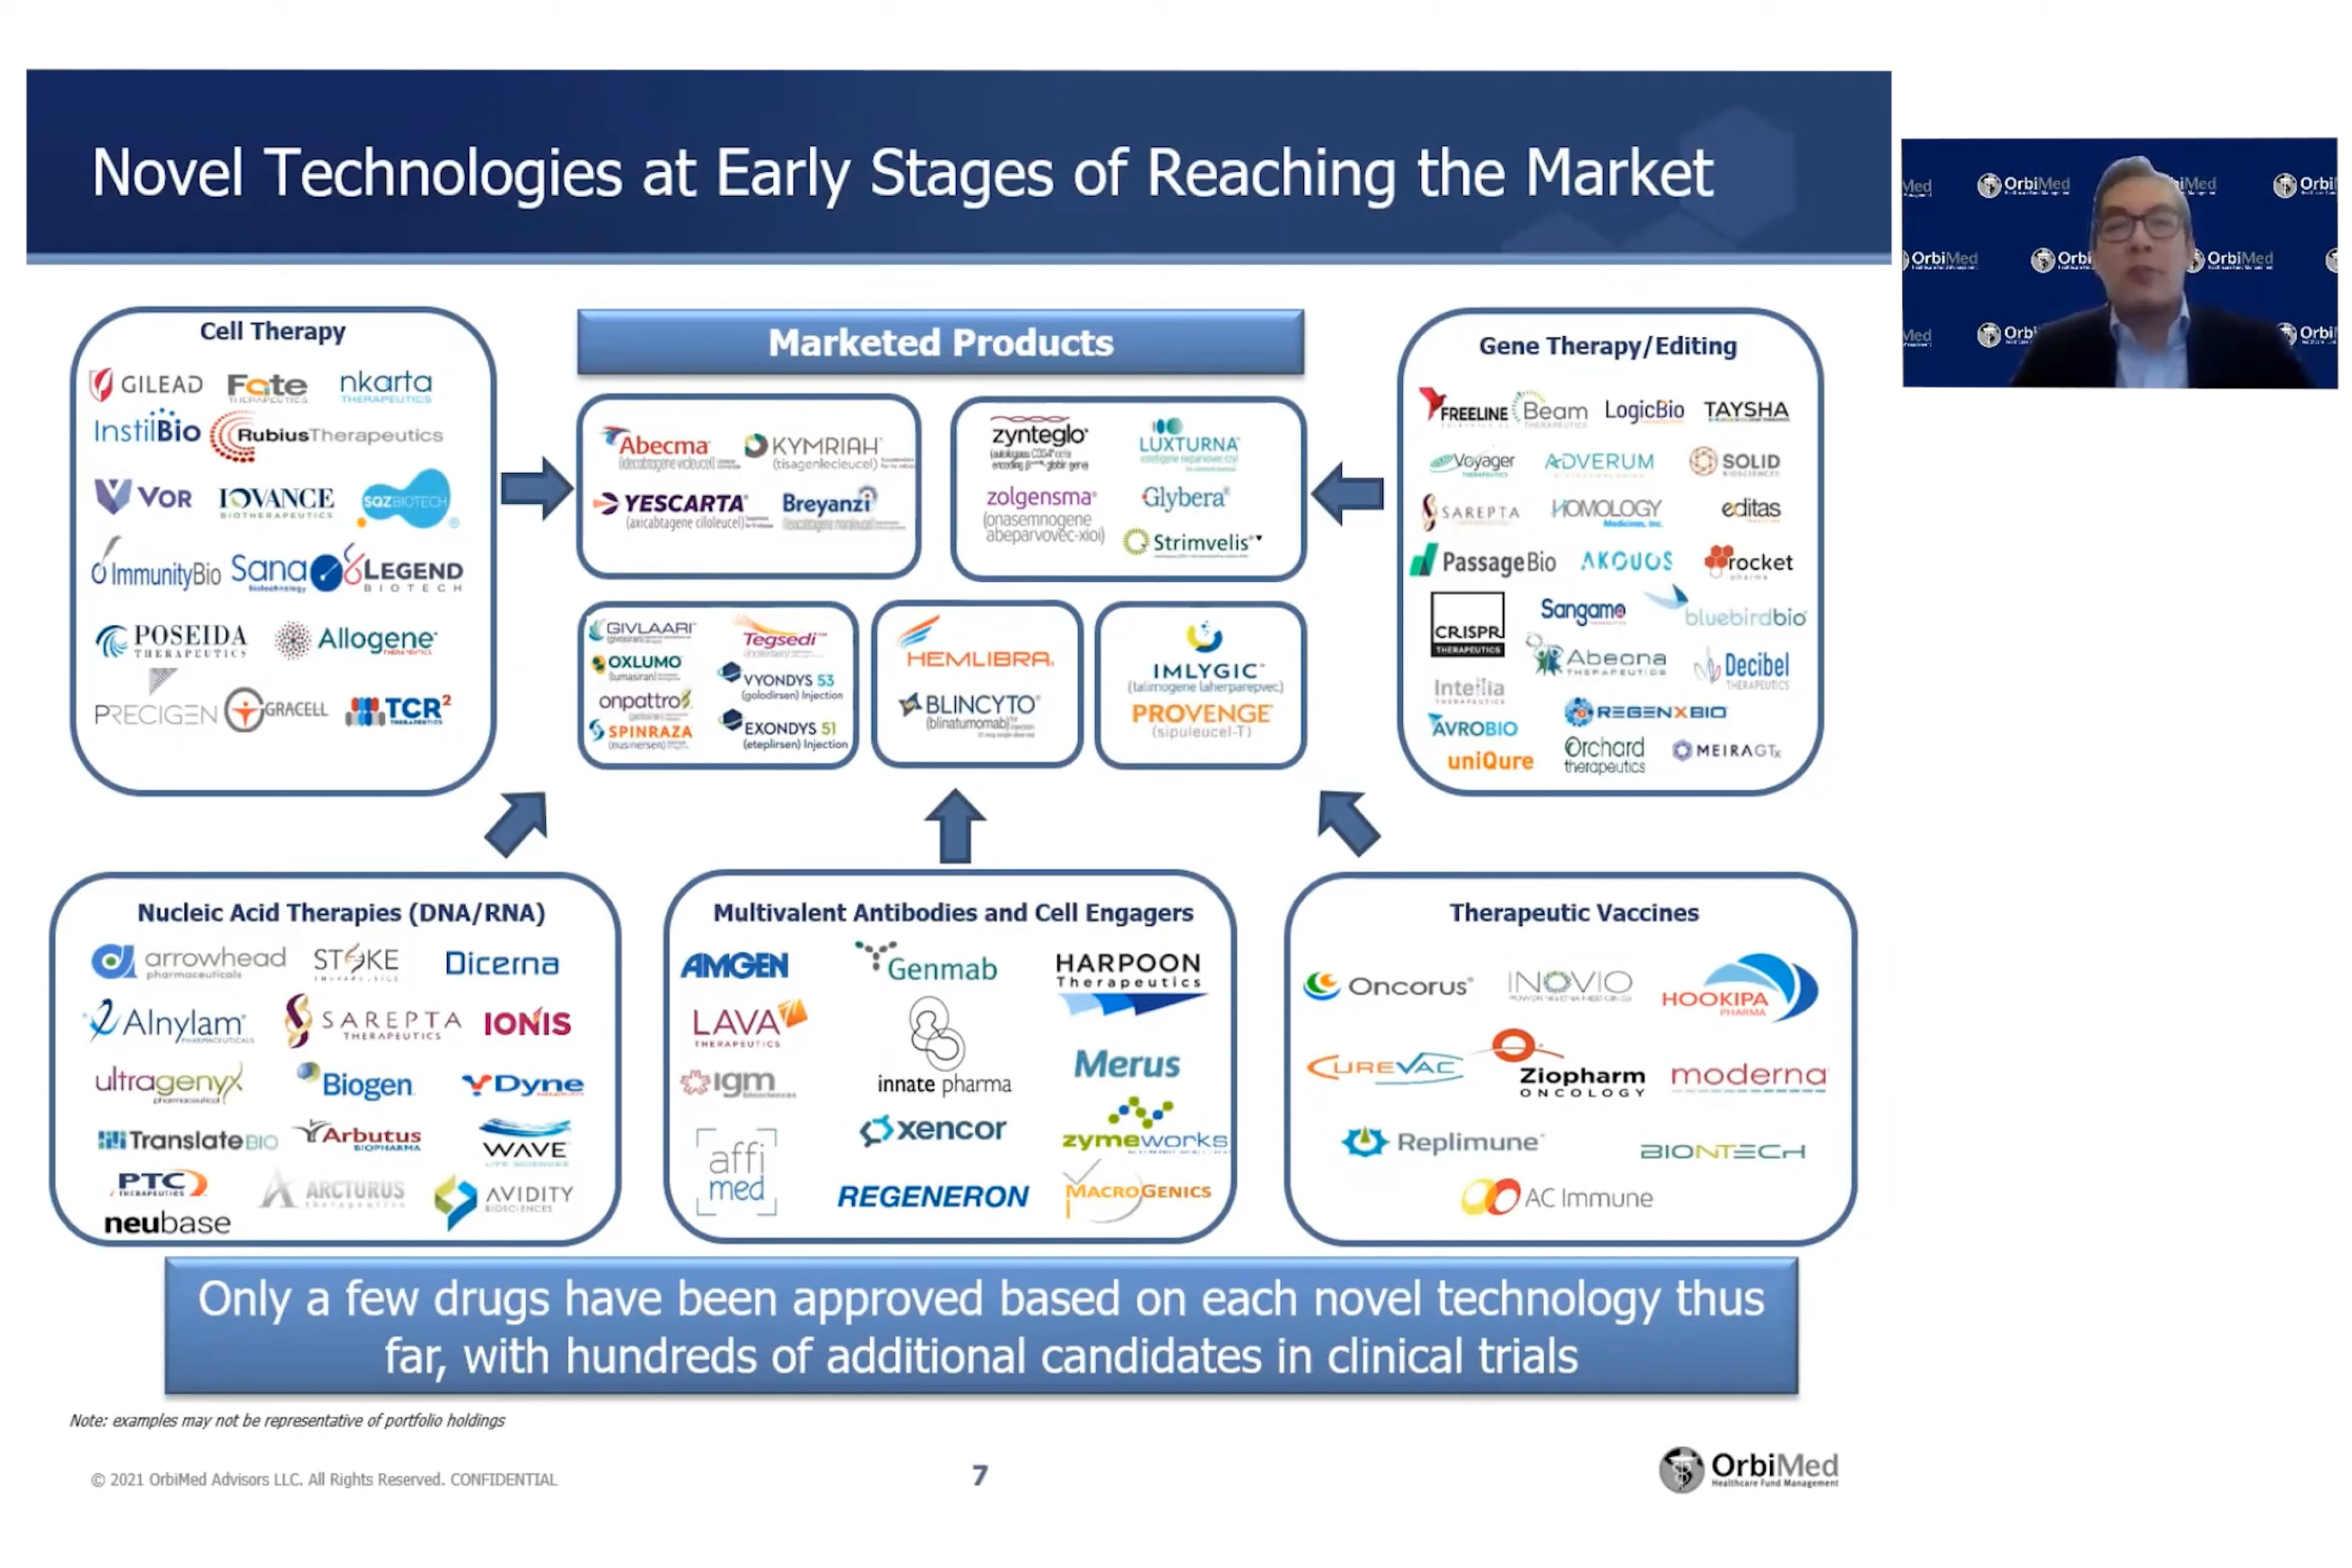 Novel Technologies at Early Stages of Reaching the Market
OrbiMed
OrbiMed
OrbiMed
Cell Therapy
GILEAD Fate THERAPEUTICS nkarta THERAPEUTICS
InstilBio Rubius Therapeutics
VOR IOVANCE BIOTHERAPEUTICS SQZ BIOTECH
ImmunityBio Sana Biotechnology LEGEND BIOTECH
POSEIDA THERAPEUTICS Allogene THERAPEUTICS
PRECIGEN GRACELL TCR² THERAPEUTICS
Marketed Products
Abecma KYMRIAH
(idecabtagene vicleucel) (tisagenlecleucel)
YESCARTA Breyanzi
(axicabtagene ciloleucel)
zynteglo LUXTURNA
zolgensma® Glybera
(onasemnogene
abeparvovec-xioi)
Strimvelis
GIVLAARI Tegsedi
OXLUMO
(lumasiran)
VYONDYS 53
(golodirsen) Injection
onpattro
SPINRAZA
(nusinersen)
EXONDYS 51
(eteplirsen) Injection
HEMLIBRA
BLINCYTO®
(blinatumomab)
IMLYGIC
(talimogene laherparepvec)
PROVENGE
(sipuleucel-T)
Gene Therapy/Editing
FREELINE Beam THERAPEUTICS LogicBio TAYSHA
Voyager THERAPEUTICS ADVERUM SOLID BIOSCIENCES
SAREPTA HOMOLOGY Medicines, Inc. editas
PassageBio AKOUOS rocket pharma
CRISPR THERAPEUTICS Sangamo bluebirdbio
Abeona THERAPEUTICS Decibel THERAPEUTICS
Intellia THERAPEUTICS
AVROBIO REGENXBIO
uniQure Orchard therapeutics MEIRAGTx
Nucleic Acid Therapies (DNA/RNA)
arrowhead pharmaceuticals STOKE Dicerna
Alnylam PHARMACEUTICALS SAREPTA THERAPEUTICS IONIS
ultragenyx pharmaceutical Biogen Dyne
Translate BIO Arbutus BIOPHARMA WAVE LIFE SCIENCES
PTC THERAPEUTICS ARCTURUS therapeutics AVIDITY BIOSCIENCES
neubase
Multivalent Antibodies and Cell Engagers
AMGEN Genmab HARPOON Therapeutics
LAVA THERAPEUTICS innate pharma Merus
igm biosciences
affimed xencor zymeworks
REGENERON MACROGENICS
Therapeutic Vaccines
Oncorus INOVIO HOOKIPA PHARMA
CUREVAC Ziopharm ONCOLOGY moderna
Replimune BIONTECH
AC Immune
Only a few drugs have been approved based on each novel technology thus
far, with hundreds of additional candidates in clinical trials
Note: examples may not be representative of portfolio holdings
© 2021 OrbiMed Advisors LLC. All Rights Reserved. CONFIDENTIAL
7
OrbiMed
Healthcare Fund Management